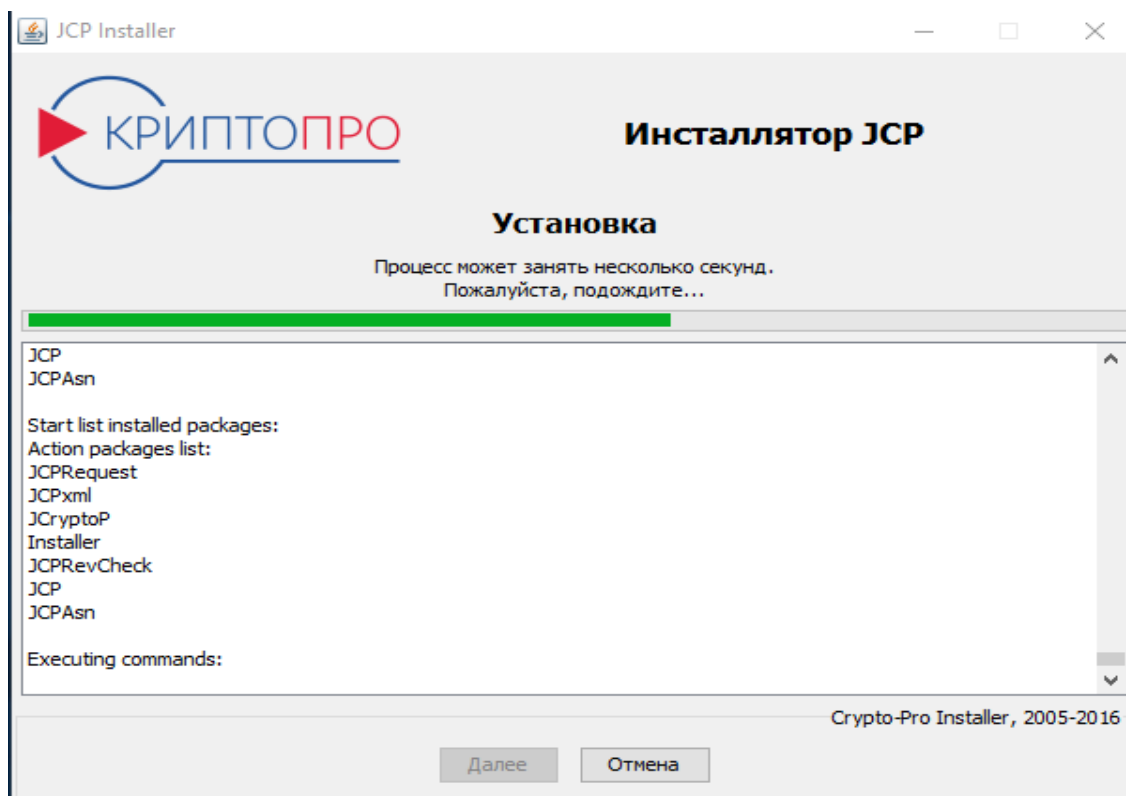 JCP Installer
КРИПТОПРО
Инсталлятор JCP
Установка
Процесс может занять несколько секунд.
Пожалуйста, подождите...
JCP
JCPAsn
Start list installed packages:
Action packages list:
JCPRequest
JCPxml
JCryptoP
Installer
JCPRevCheck
JCP
JCPAsn
Executing commands:
Crypto-Pro Installer, 2005-2016
Далее
Отмена